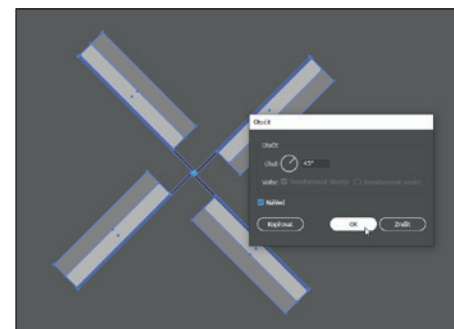 Otočit
Otočit
Úhel: 45°
Volby:
Náhled
Kopírovat
OK
Zrušit